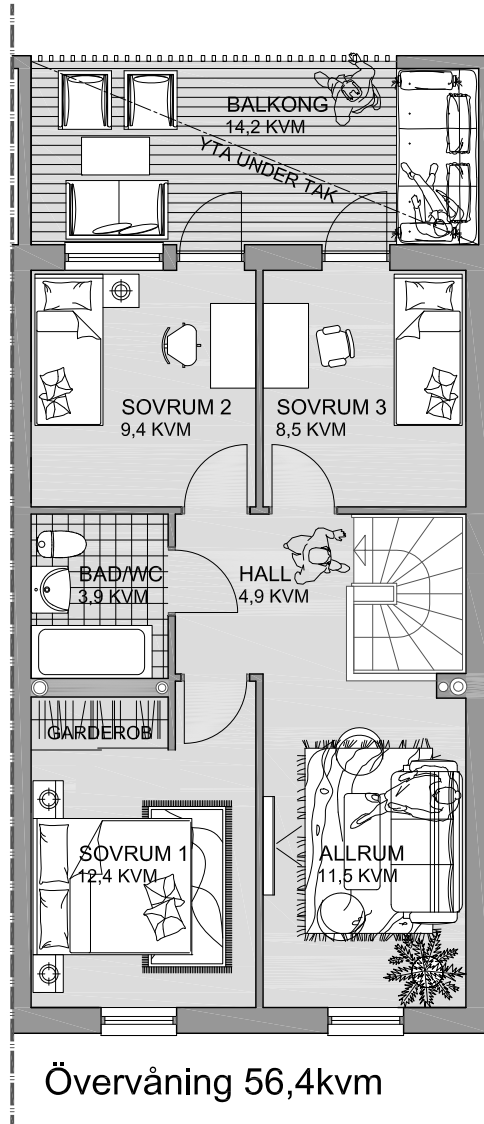 BALKONG
14,2 KVM
YTA UNDER TAK
SOVRUM 2
9,4 KVM
SOVRUM 3
8,5 KVM
BAD/WC
3,9 KVM
HALL
4,9 KVM
GARDEROB
SOVRUM 1
12,4 KVM
ALLRUM
11,5 KVM
Övervåning 56,4kvm